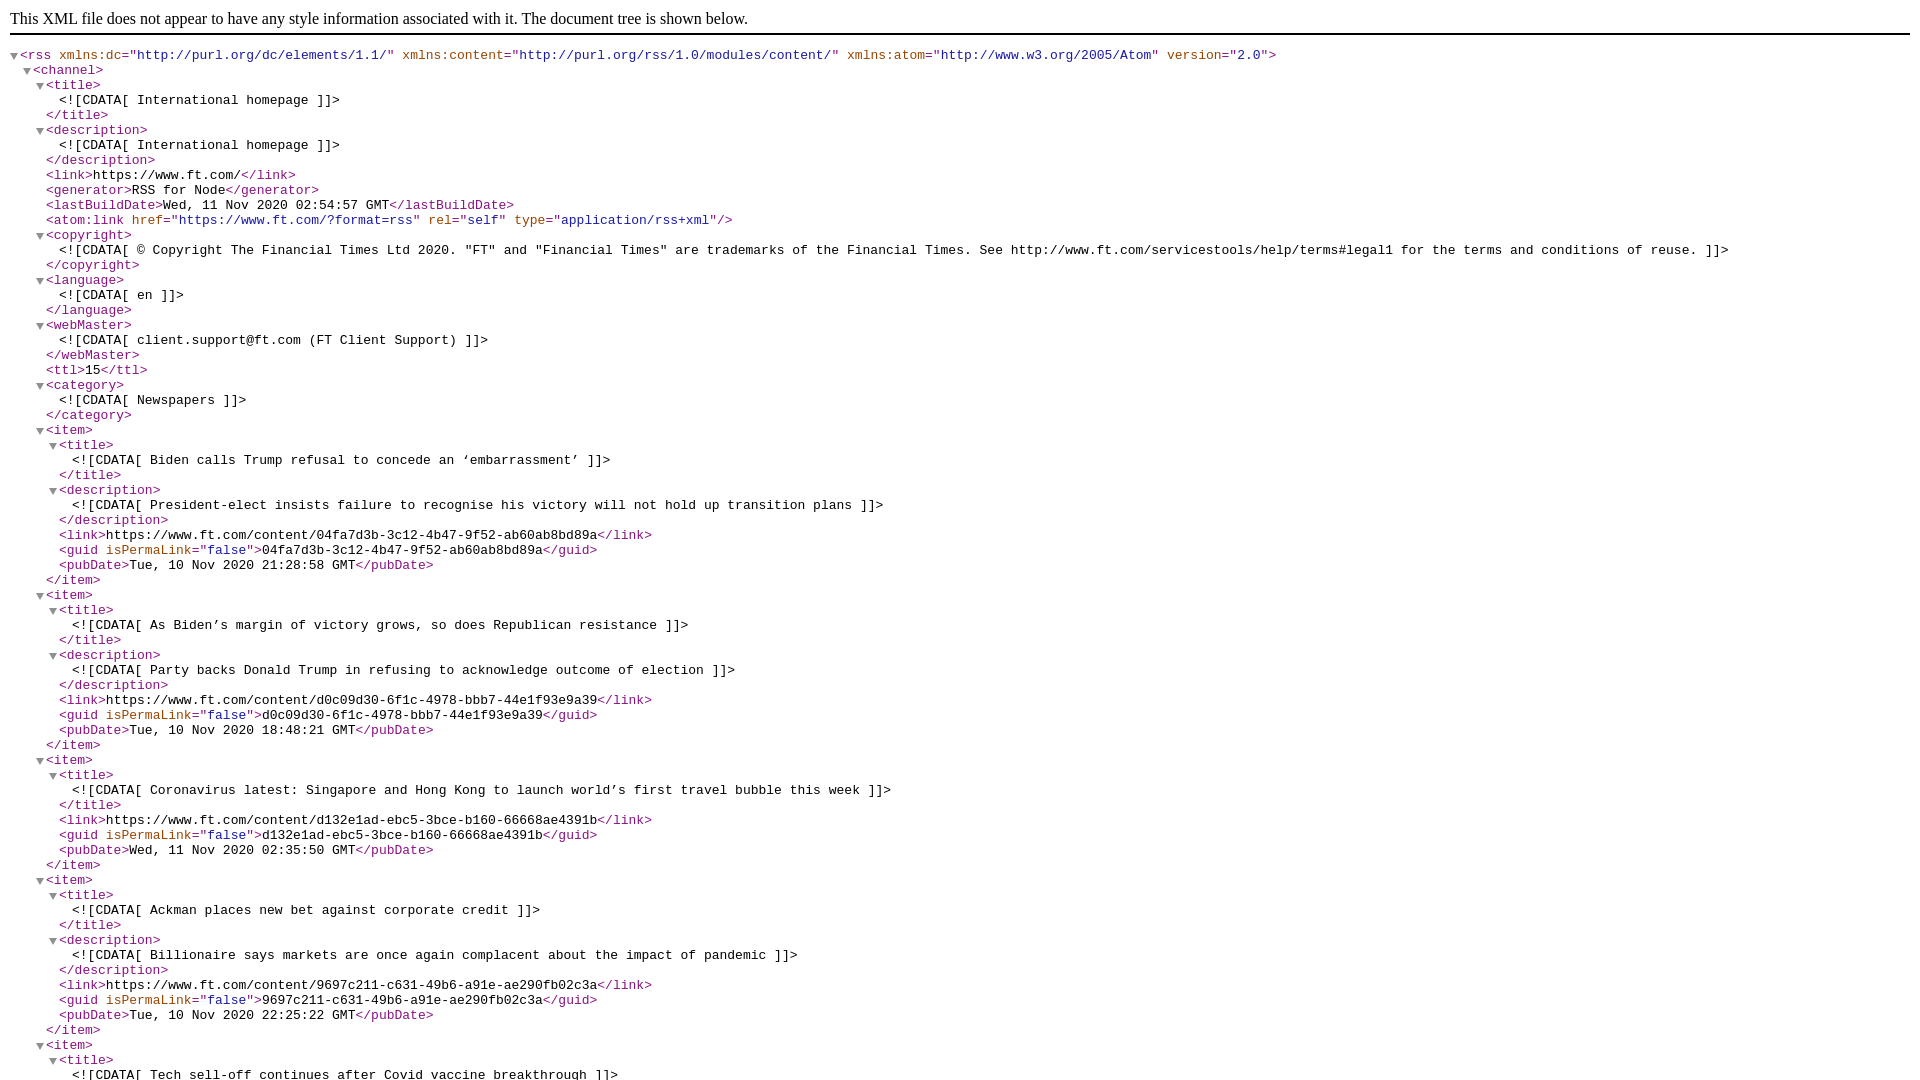 This XML file does not appear to have any style information associated with it. The document tree is shown below.
<rss xmlns:dc="http://purl.org/dc/elements/1.1/" xmlns:content="http://purl.org/rss/1.0/modules/content/" xmlns:atom="http://www.w3.org/2005/Atom" version="2.0">
<channel>
<title>
<![CDATA[ International homepage ]]>
</title>
<description>
<![CDATA[ International homepage ]]>
</description>
<link>https://www.ft.com/</link>
<generator>RSS for Node</generator>
<lastBuildDate>Wed, 11 Nov 2020 02:54:57 GMT</lastBuildDate>
<atom:link href="https://www.ft.com/?format=rss" rel="self" type="application/rss+xml"/>
<copyright>
<![CDATA[ © Copyright The Financial Times Ltd 2020. "FT" and "Financial Times" are trademarks of the Financial Times. See http://www.ft.com/servicestools/help/terms#legal1 for the terms and conditions of reuse. ]]>
</copyright>
<language>
<![CDATA[ en ]]>
</language>
<webMaster>
<![CDATA[ client.support@ft.com (FT Client Support) ]]>
</webMaster>
<ttl>15</ttl>
<category>
<![CDATA[ Newspapers ]]>
</category>
<item>
<title>
<![CDATA[ Biden calls Trump refusal to concede an ‘embarrassment’ ]]>
</title>
<description>
<![CDATA[ President-elect insists failure to recognise his victory will not hold up transition plans ]]>
</description>
<link>https://www.ft.com/content/04fa7d3b-3c12-4b47-9f52-ab60ab8bd89a</link>
<guid isPermaLink="false">04fa7d3b-3c12-4b47-9f52-ab60ab8bd89a</guid>
<pubDate>Tue, 10 Nov 2020 21:28:58 GMT</pubDate>
</item>
<item>
<title>
<![CDATA[ As Biden’s margin of victory grows, so does Republican resistance ]]>
</title>
<description>
<![CDATA[ Party backs Donald Trump in refusing to acknowledge outcome of election ]]>
</description>
<link>https://www.ft.com/content/d0c09d30-6f1c-4978-bbb7-44e1f93e9a39</link>
<guid isPermaLink="false">d0c09d30-6f1c-4978-bbb7-44e1f93e9a39</guid>
<pubDate>Tue, 10 Nov 2020 18:48:21 GMT</pubDate>
</item>
<item>
<title>
<![CDATA[ Coronavirus latest: Singapore and Hong Kong to launch world’s first travel bubble this week ]]>
</title>
<link>https://www.ft.com/content/d132e1ad-ebc5-3bce-b160-66668ae4391b</link>
<guid isPermaLink="false">d132e1ad-ebc5-3bce-b160-66668ae4391b</guid>
<pubDate>Wed, 11 Nov 2020 02:35:50 GMT</pubDate>
</item>
<item>
<title>
<![CDATA[ Ackman places new bet against corporate credit ]]>
</title>
<description>
<![CDATA[ Billionaire says markets are once again complacent about the impact of pandemic ]]>
</description>
<link>https://www.ft.com/content/9697c211-c631-49b6-a91e-ae290fb02c3a</link>
<guid isPermaLink="false">9697c211-c631-49b6-a91e-ae290fb02c3a</guid>
<pubDate>Tue, 10 Nov 2020 22:25:22 GMT</pubDate>
</item>
<item>
<title>
<![CDATA[ Tech sell-off continues after Covid vaccine breakthrough ]]>